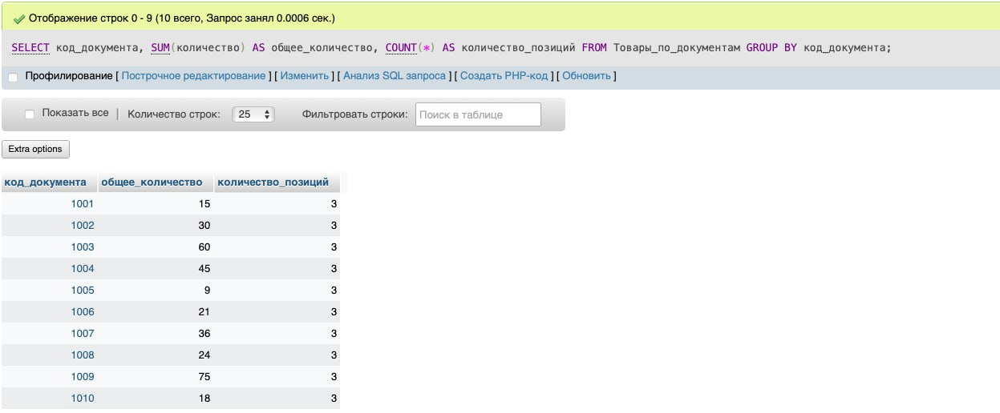 Отображение строк 0 - 9 (10 всего, Запрос занял 0.0006 сек.)
SELECT код_документа, SUM(количество) AS общее_количество, COUNT(*) AS количество_позиций FROM Товары_по_документам GROUP BY код_документа;
Профилирование [ Построчное редактирование ] [ Изменить ] [ Анализ SQL запроса ] [ Создать PHP-код ] [ Обновить ]
Показать все | Количество строк: 25 Фильтровать строки: Поиск в таблице
Extra options
код_документа общее_количество количество_позиций
1001 15 3
1002 30 3
1003 60 3
1004 45 3
1005 9 3
1006 21 3
1007 36 3
1008 24 3
1009 75 3
1010 18 3